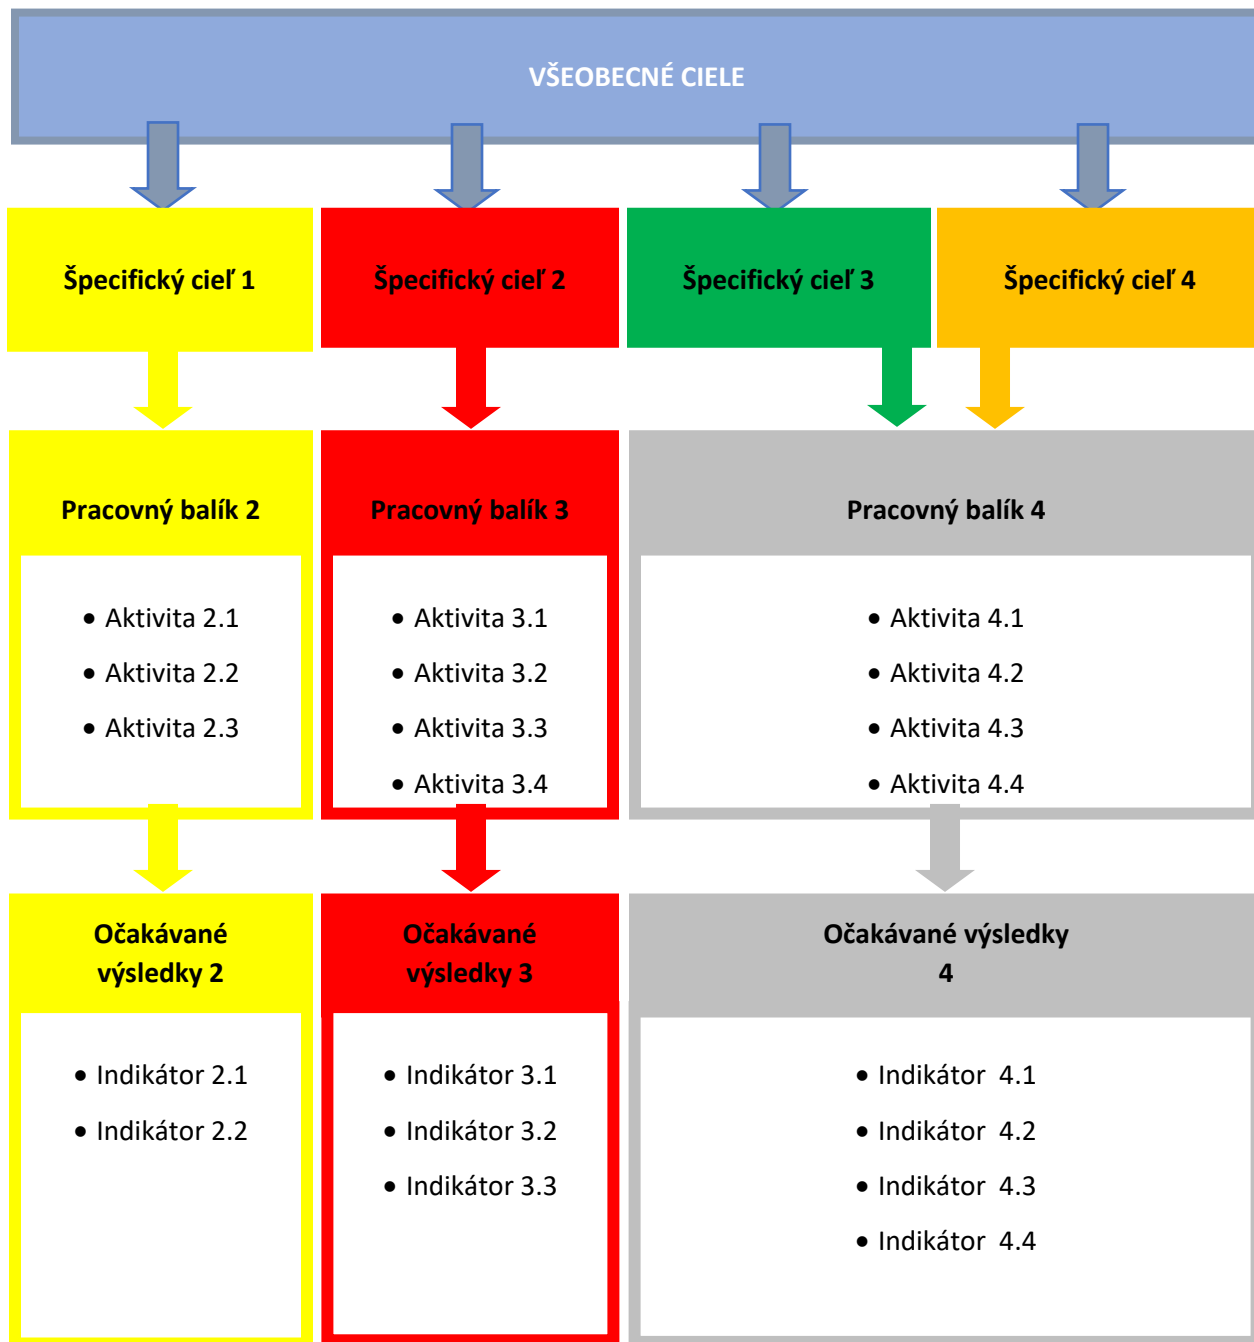 VŠEOBECNÉ CIELE
Špecifický cieľ 1
Špecifický cieľ 2
Špecifický cieľ 3
Špecifický cieľ 4
Pracovný balík 2
• Aktivita 2.1
• Aktivita 2.2
• Aktivita 2.3
Pracovný balík 3
• Aktivita 3.1
• Aktivita 3.2
• Aktivita 3.3
• Aktivita 3.4
Pracovný balík 4
• Aktivita 4.1
• Aktivita 4.2
• Aktivita 4.3
• Aktivita 4.4
Očakávané
výsledky 2
• Indikátor 2.1
• Indikátor 2.2
Očakávané
výsledky 3
• Indikátor 3.1
• Indikátor 3.2
• Indikátor 3.3
Očakávané výsledky
4
• Indikátor 4.1
• Indikátor 4.2
• Indikátor 4.3
• Indikátor 4.4